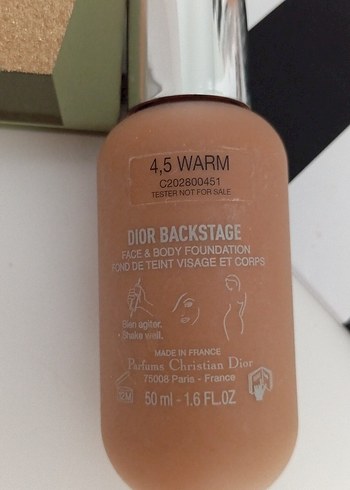 4,5 WARM
C202800451
TESTER NOT FOR SALE
DIOR BACKSTAGE
FACE & BODY FOUNDATION
FOND DE TEINT VISAGE ET CORPS
Bien agiter.
• Shake well.
MADE IN FRANCE
Parfums Christian Dior
75008 Paris - France
50 ml - 1.6 FL.OZ